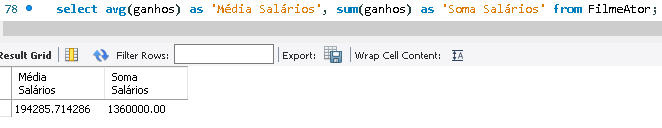 78 select avg(ganhos) as 'Média Salários', sum(ganhos) as 'Soma Salários' from FilmeAtor;
Result Grid Filter Rows: Export: Wrap Cell Content: IA
Média Salários Soma Salários
194285.714286 1360000.00